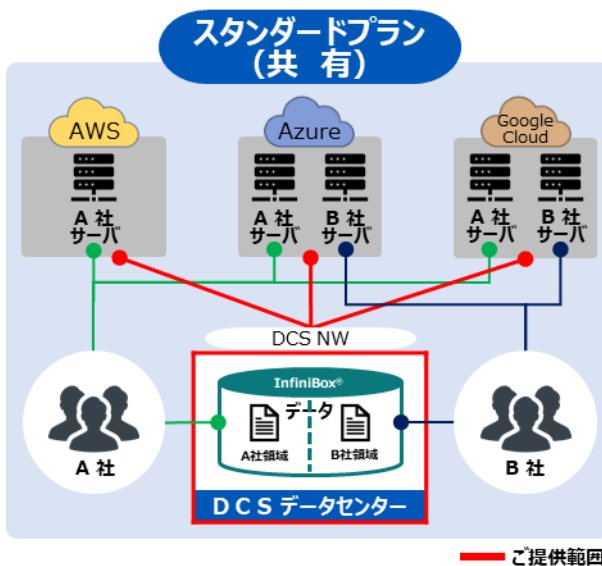 スタンダードプラン
(共 有)
AWS
Azure
Google
Cloud
A 社
サーバ
A 社
サーバ
B 社
サーバ
A 社
サーバ
B 社
サーバ
DCS NW
InfiniBox®
データ
A社領域
B社領域
A 社
B 社
DCS データセンター
ご提供範囲